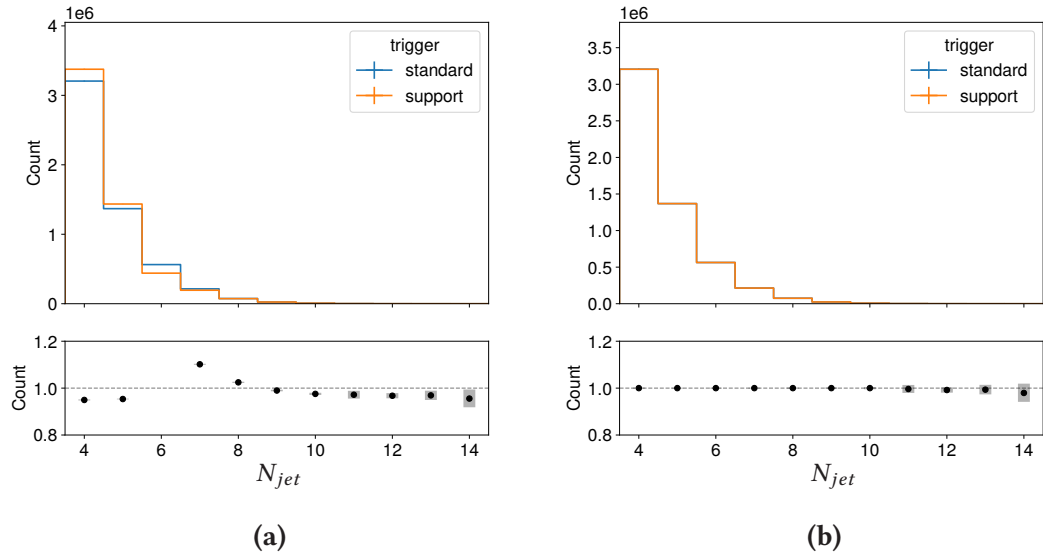 1e6
4
3
2
1
0
Count
trigger
standard
support
1.2
1.0
0.8
Count
4 6 8 10 12 14
N_jet
(a)
1e6
3.5
3.0
2.5
2.0
1.5
1.0
0.5
0.0
Count
trigger
standard
support
1.2
1.0
0.8
Count
4 6 8 10 12 14
N_jet
(b)